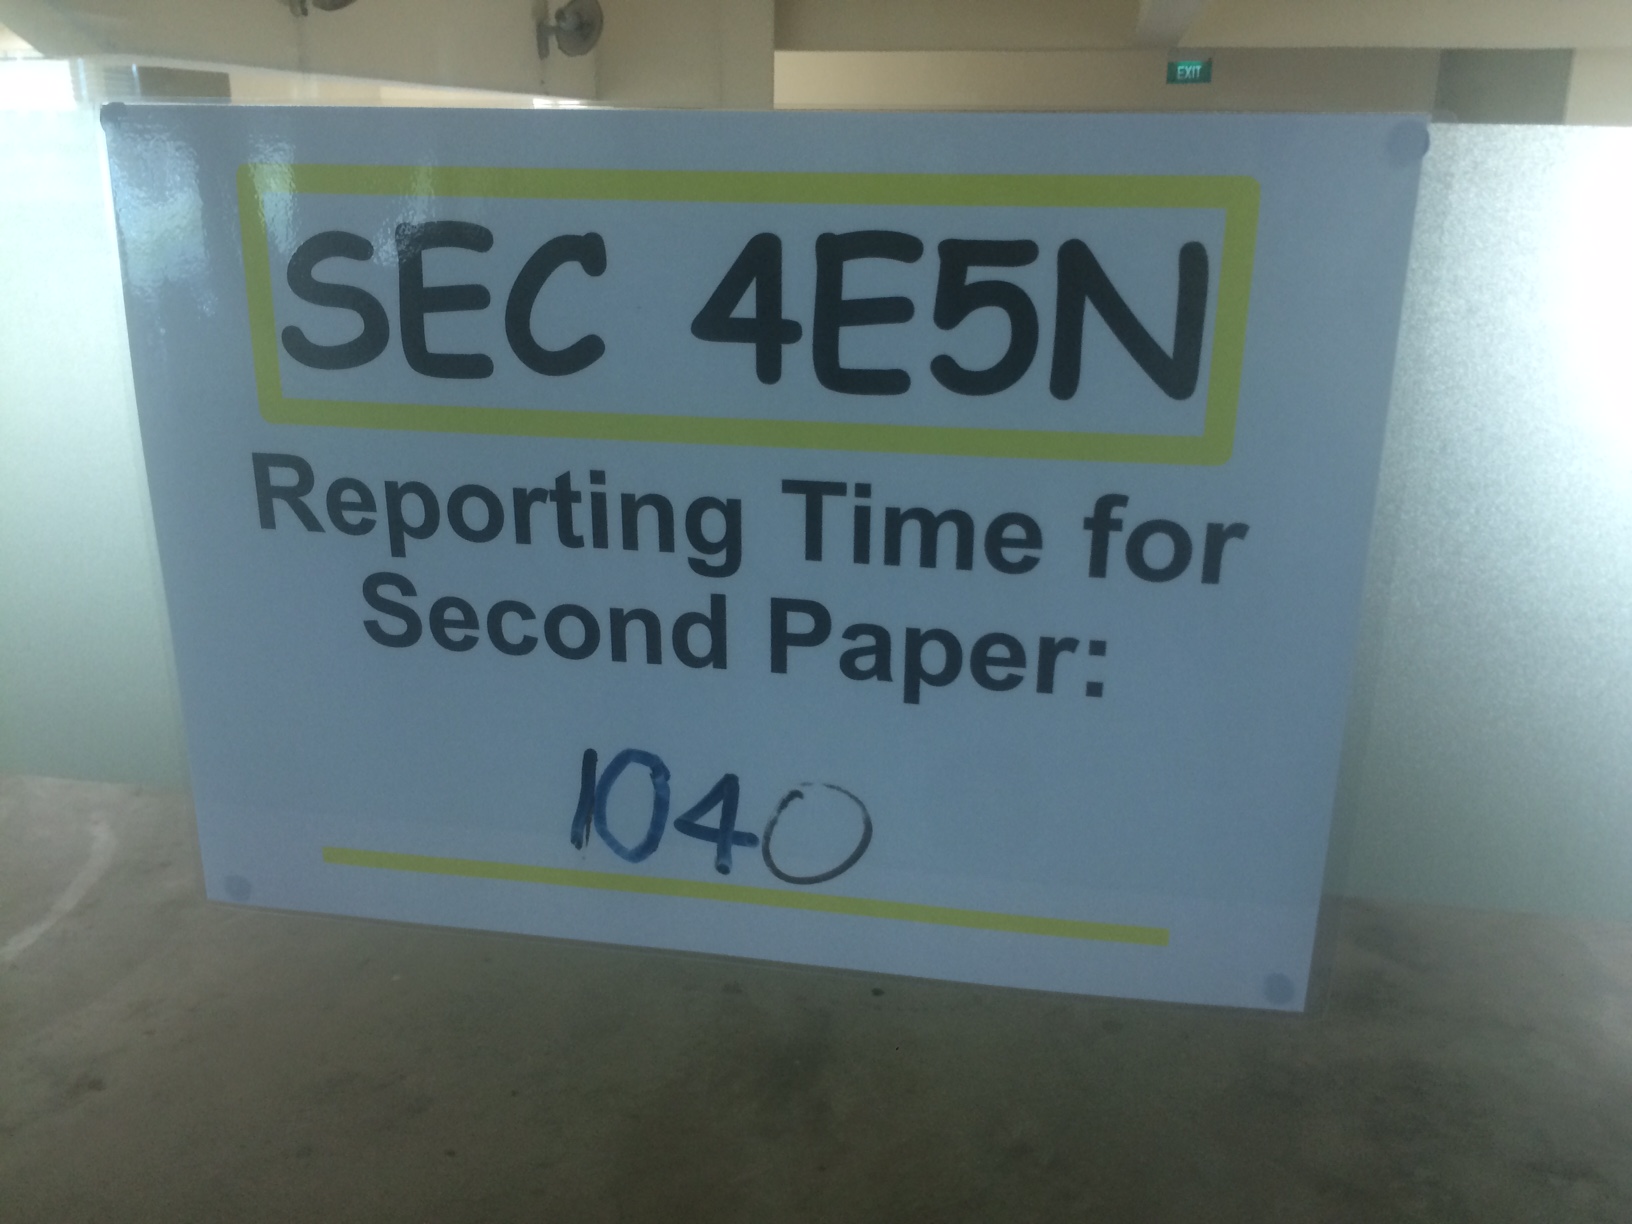 EXIT
SEC 4E5N
Reporting Time for
Second Paper:
1040